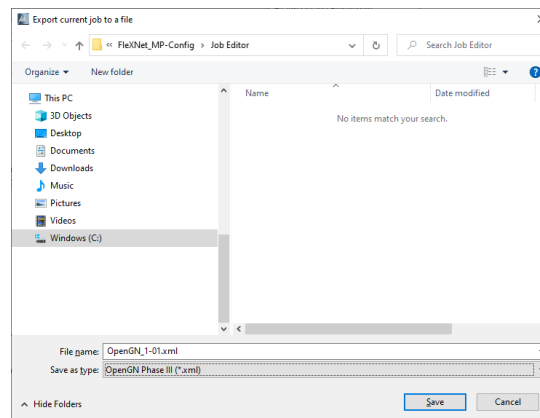 Export current job to a file
« FleXNet_MP-Config › Job Editor
Search Job Editor
Organize
New folder
Name
Date modified
This PC
No items match your search.
3D Objects
Desktop
Documents
Downloads
Music
Pictures
Videos
Windows (C:)
File name: OpenGN_1-01.xml
Save as type: OpenGN Phase III (*.xml)
Hide Folders
Save
Cancel